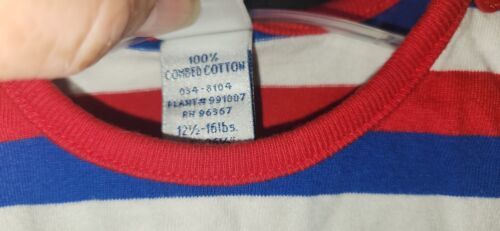 100%
COMBED COTTON
034-8104
PLANT# 991007
RN 96367
12½-16lbs.